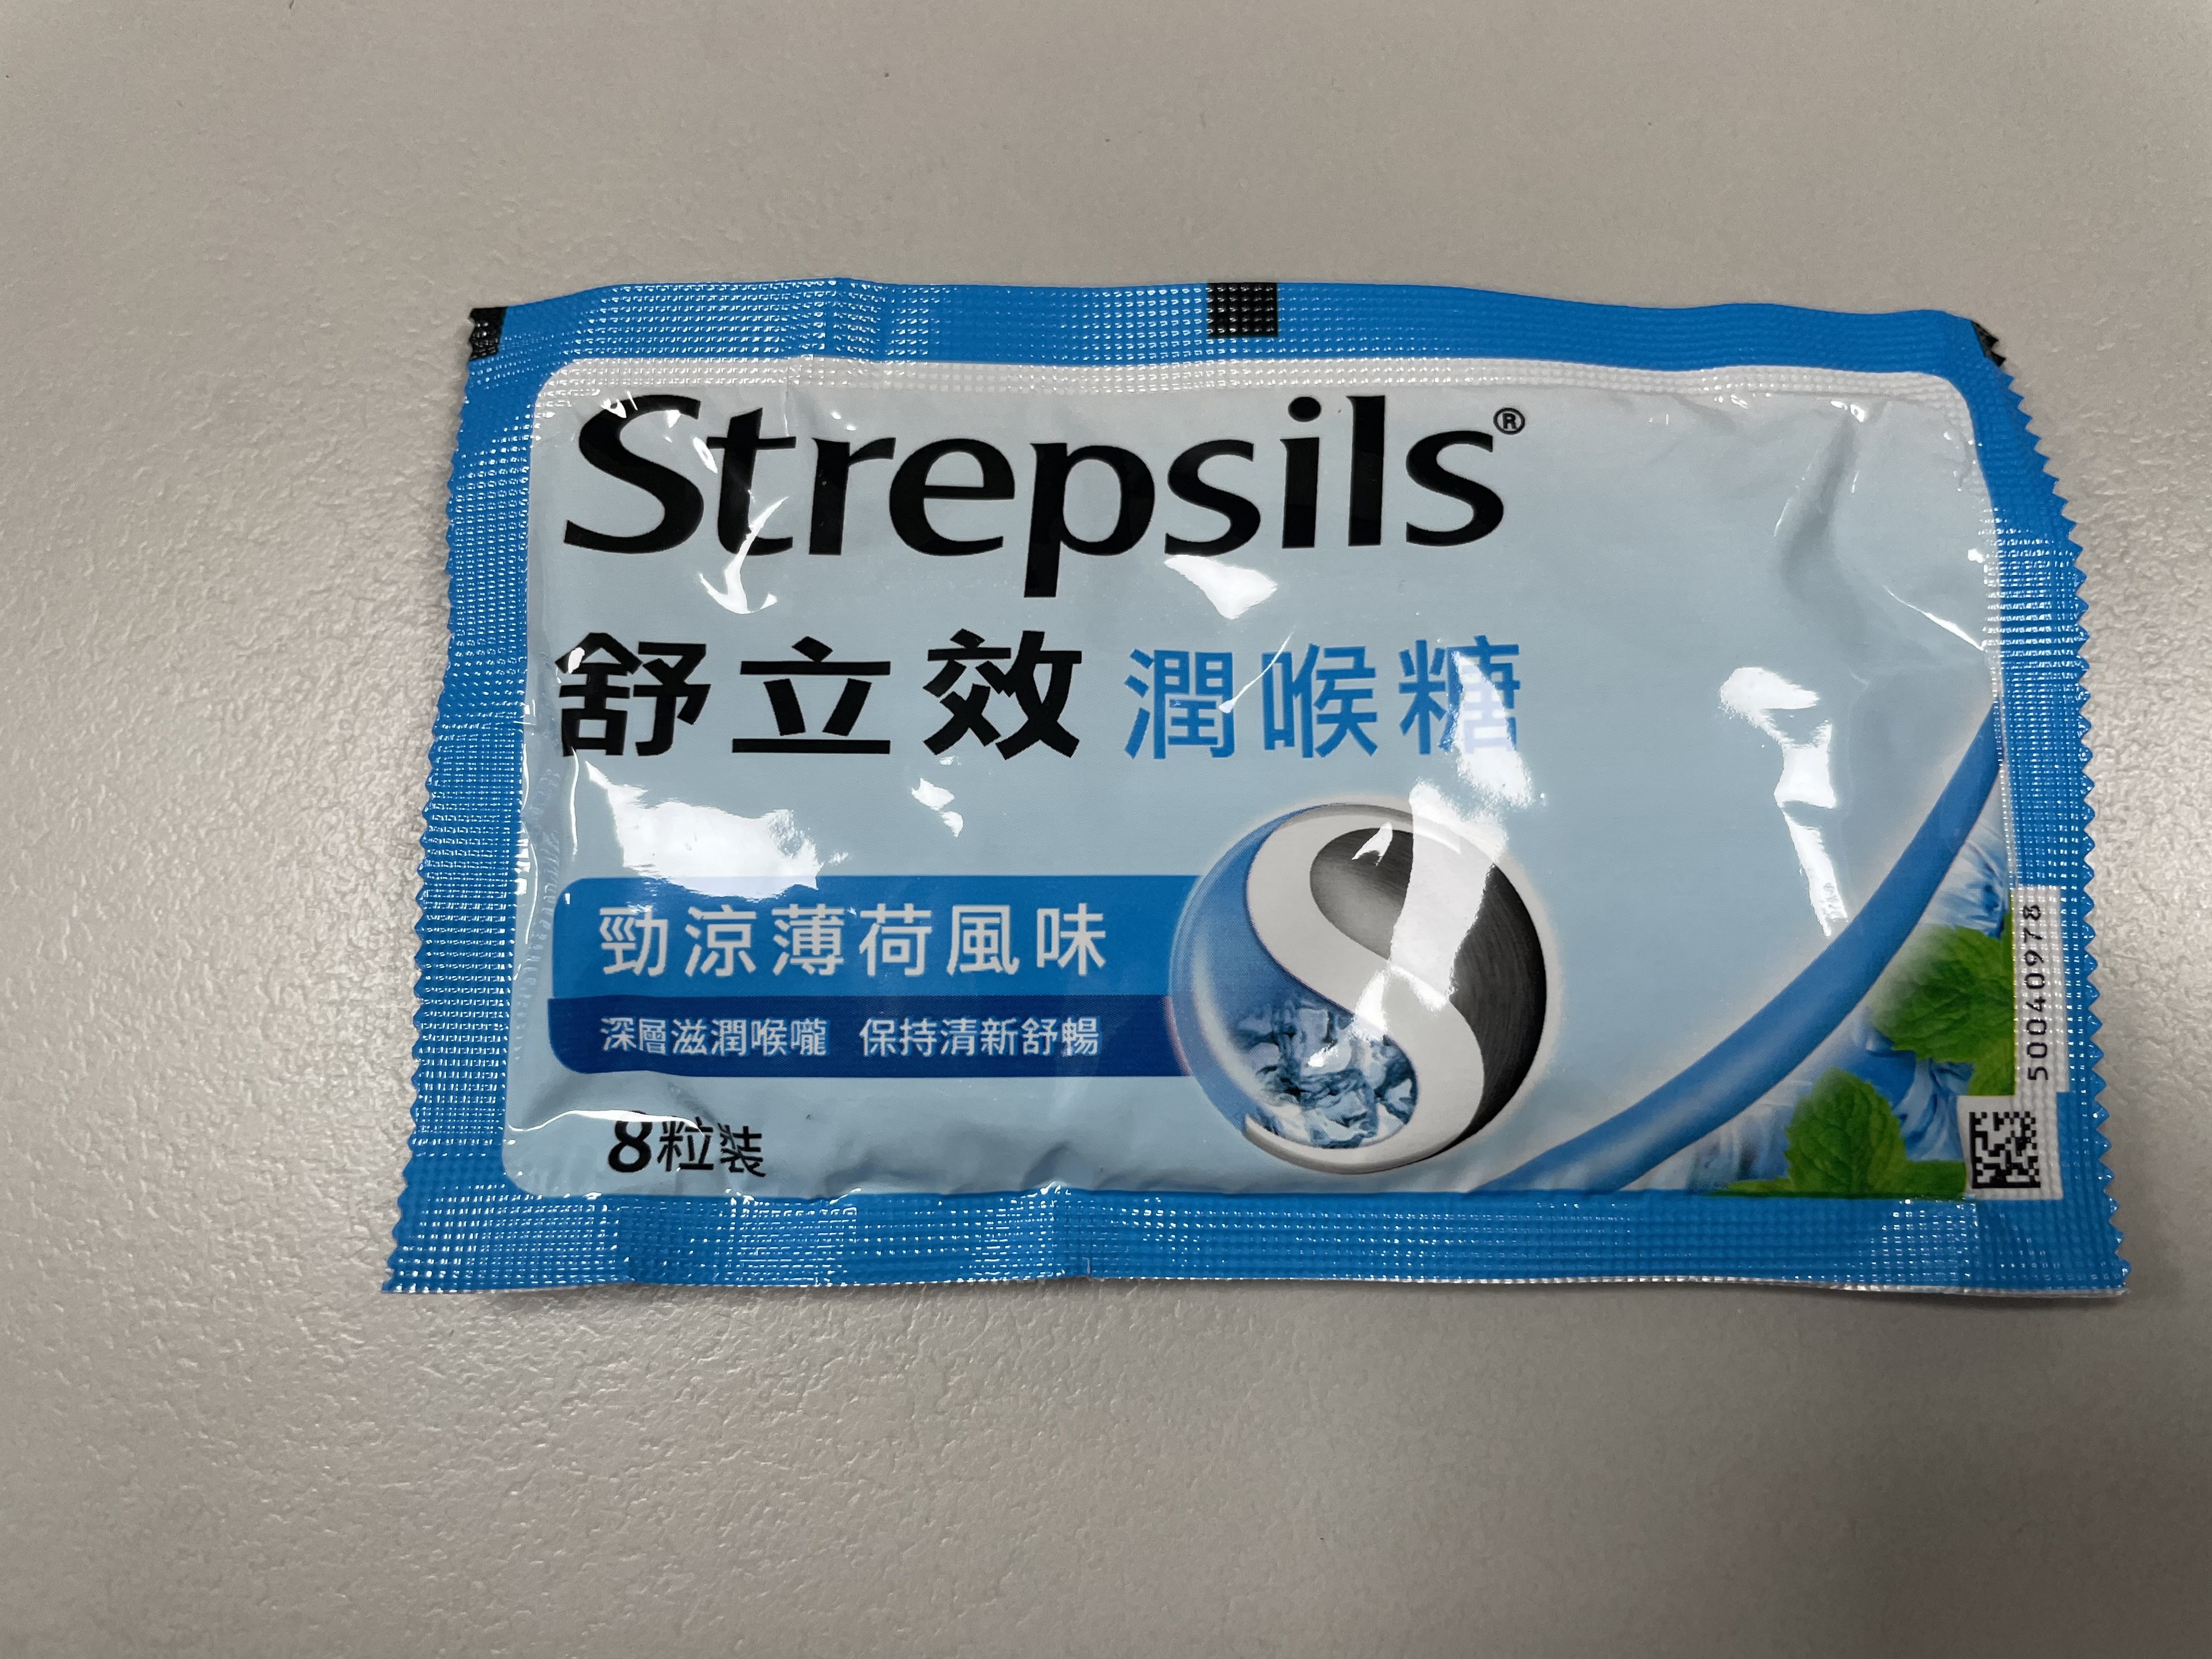 Strepsils®
舒立效 潤喉糖
勁涼薄荷風味
深層滋潤喉嚨 保持清新舒暢
8粒裝
50040978